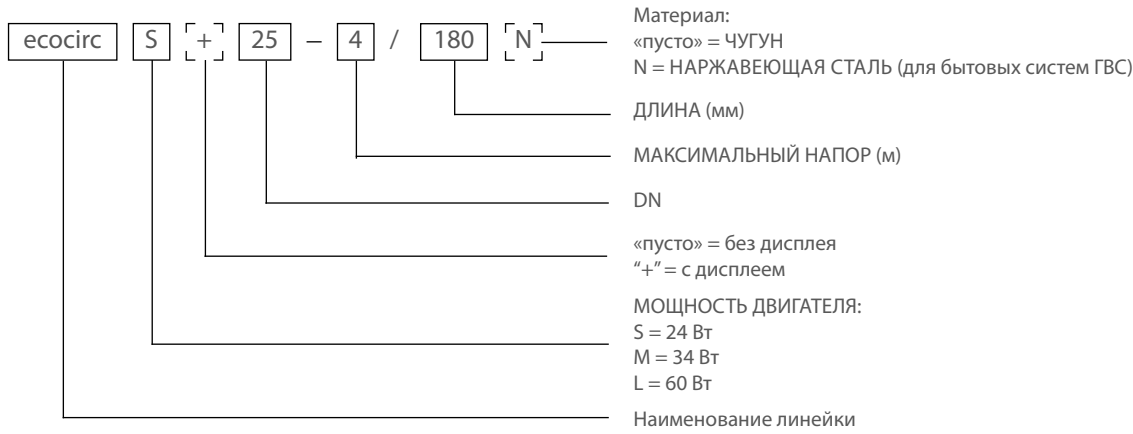 ecocirc S + 25 – 4 / 180 N
Материал:
«пусто» = ЧУГУН
N = НАРЖАВЕЮЩАЯ СТАЛЬ (для бытовых систем ГВС)
ДЛИНА (мм)
МАКСИМАЛЬНЫЙ НАПОР (м)
DN
«пусто» = без дисплея
“+” = с дисплеем
МОЩНОСТЬ ДВИГАТЕЛЯ:
S = 24 Вт
M = 34 Вт
L = 60 Вт
Наименование линейки